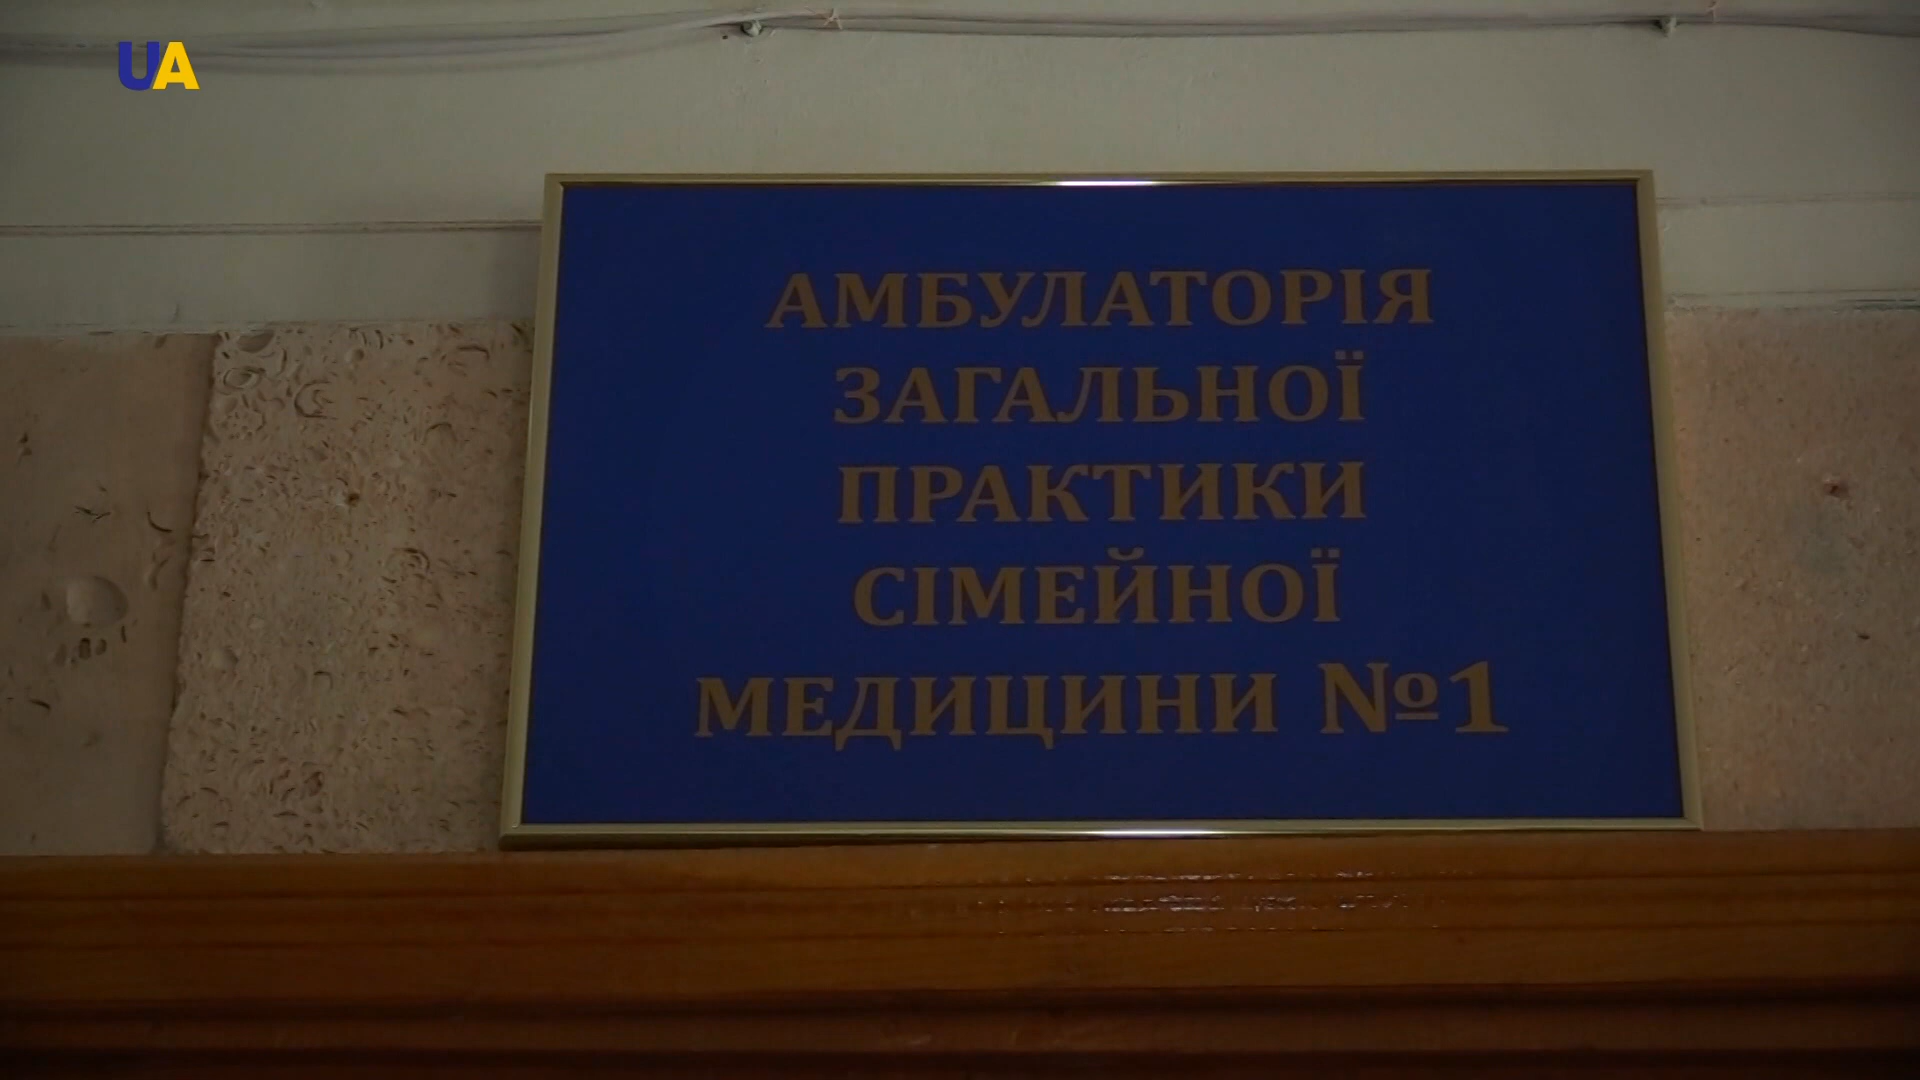 UA
АМБУЛАТОРІЯ
ЗАГАЛЬНОЇ
ПРАКТИКИ
СІМЕЙНОЇ
МЕДИЦИНИ №1